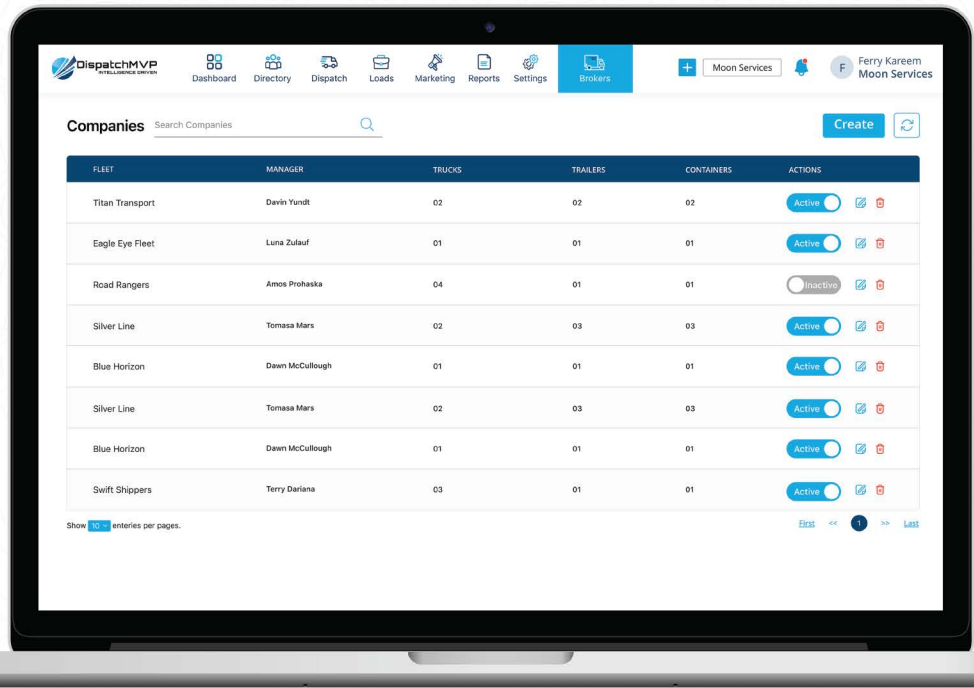 DispatchMVP
INTELLIGENCE DRIVEN
Dashboard Directory Dispatch Loads Marketing Reports Settings Brokers
Moon Services
F
Ferry Kareem
Moon Services
Companies Search Companies Create
FLEET MANAGER TRUCKS TRAILERS CONTAINERS ACTIONS
Titan Transport Davin Yundt 02 02 02 Active
Eagle Eye Fleet Luna Zulauf 01 01 01 Active
Road Rangers Amos Prohaska 04 01 01 Inactive
Silver Line Tomasa Mars 02 03 03 Active
Blue Horizon Dawn McCullough 01 01 01 Active
Silver Line Tomasa Mars 02 03 03 Active
Blue Horizon Dawn McCullough 01 01 01 Active
Swift Shippers Terry Dariana 03 01 01 Active
Show 10 enteries per pages. First << 1 >> Last